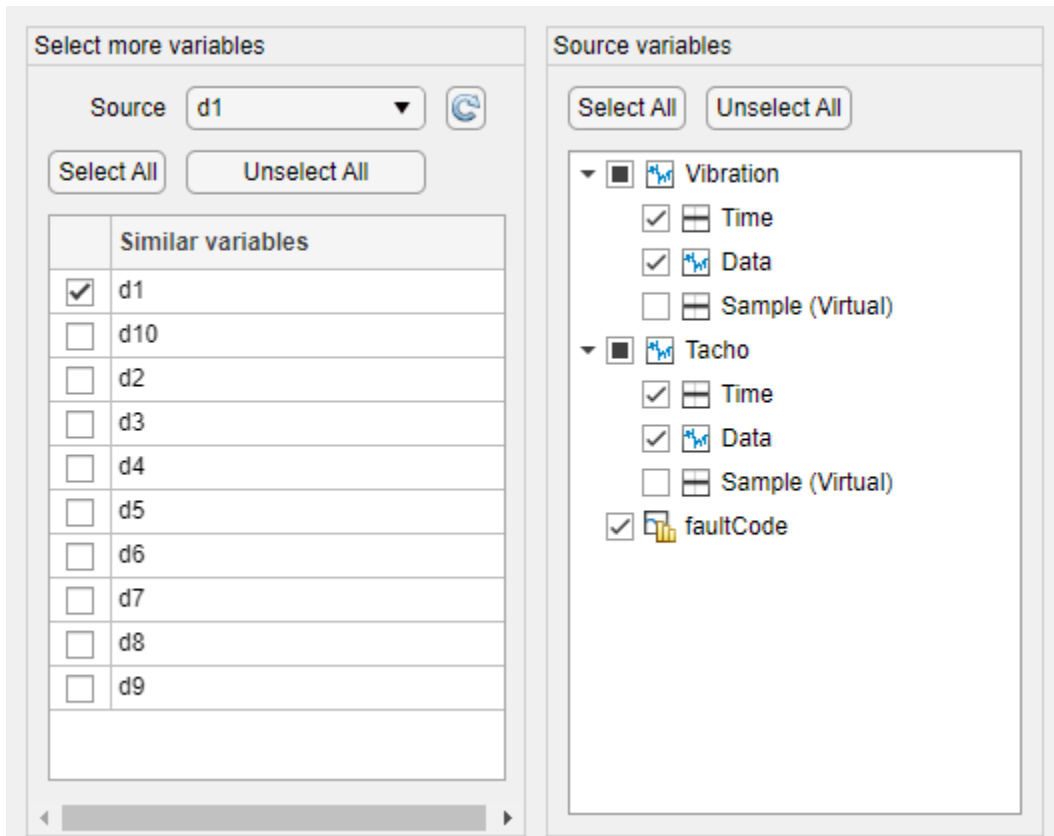 Select more variables
Source d1
Select All Unselect All
Similar variables
d1
d10
d2
d3
d4
d5
d6
d7
d8
d9
Source variables
Select All Unselect All
Vibration
Time
Data
Sample (Virtual)
Tacho
Time
Data
Sample (Virtual)
faultCode